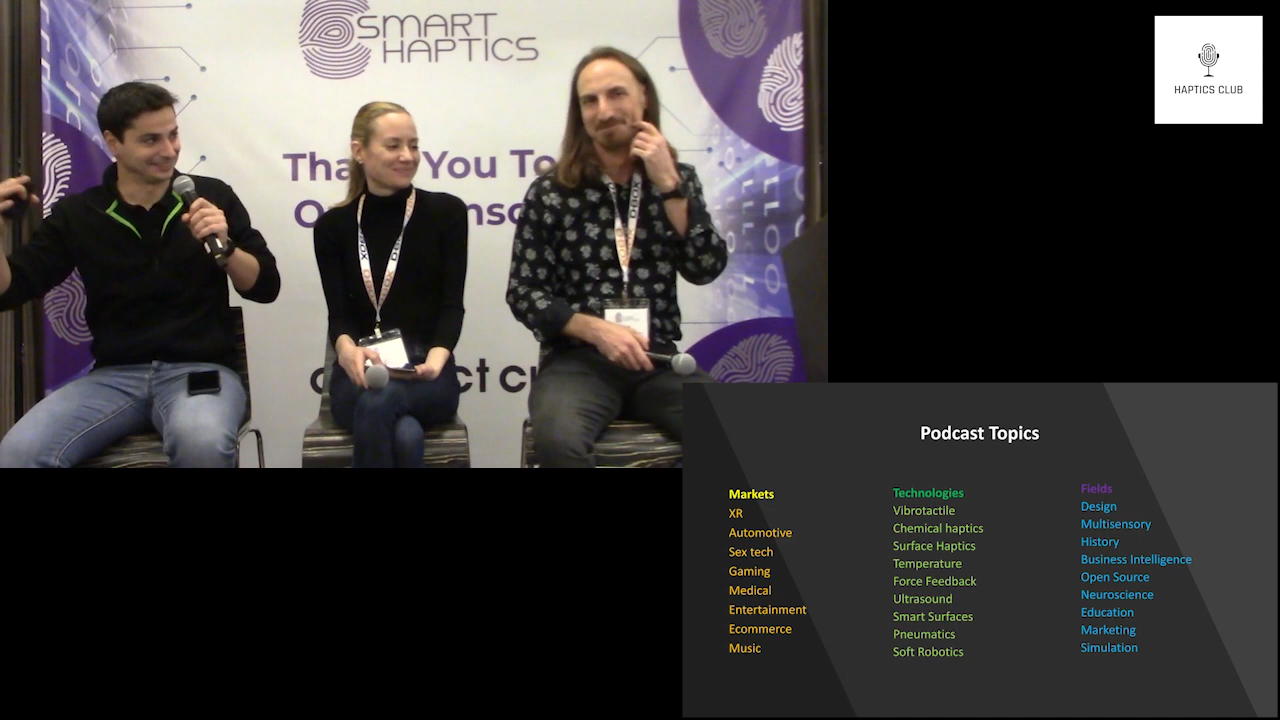 SMART
HAPTICS
Thank You To
O
HAPTICS CLUB
DBOX
Podcast Topics
Markets
XR
Automotive
Sex tech
Gaming
Medical
Entertainment
Ecommerce
Music
Technologies
Vibrotactile
Chemical haptics
Surface Haptics
Temperature
Force Feedback
Ultrasound
Smart Surfaces
Pneumatics
Soft Robotics
Fields
Design
Multisensory
History
Business Intelligence
Open Source
Neuroscience
Education
Marketing
Simulation